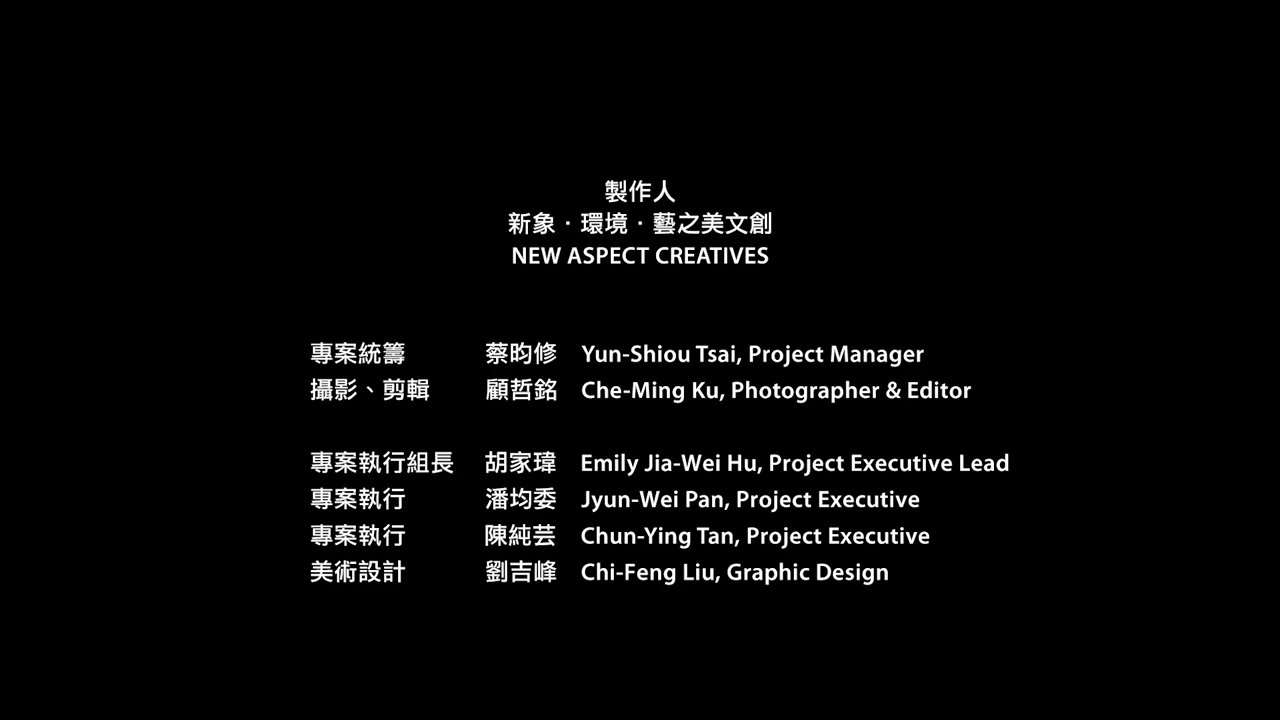 製作人
新象・環境・藝之美文創
NEW ASPECT CREATIVES
專案統籌 蔡昀修 Yun-Shiou Tsai, Project Manager
攝影、剪輯 顧哲銘 Che-Ming Ku, Photographer & Editor
專案執行組長 胡家瑋 Emily Jia-Wei Hu, Project Executive Lead
專案執行 潘均委 Jyun-Wei Pan, Project Executive
專案執行 陳純芸 Chun-Ying Tan, Project Executive
美術設計 劉吉峰 Chi-Feng Liu, Graphic Design